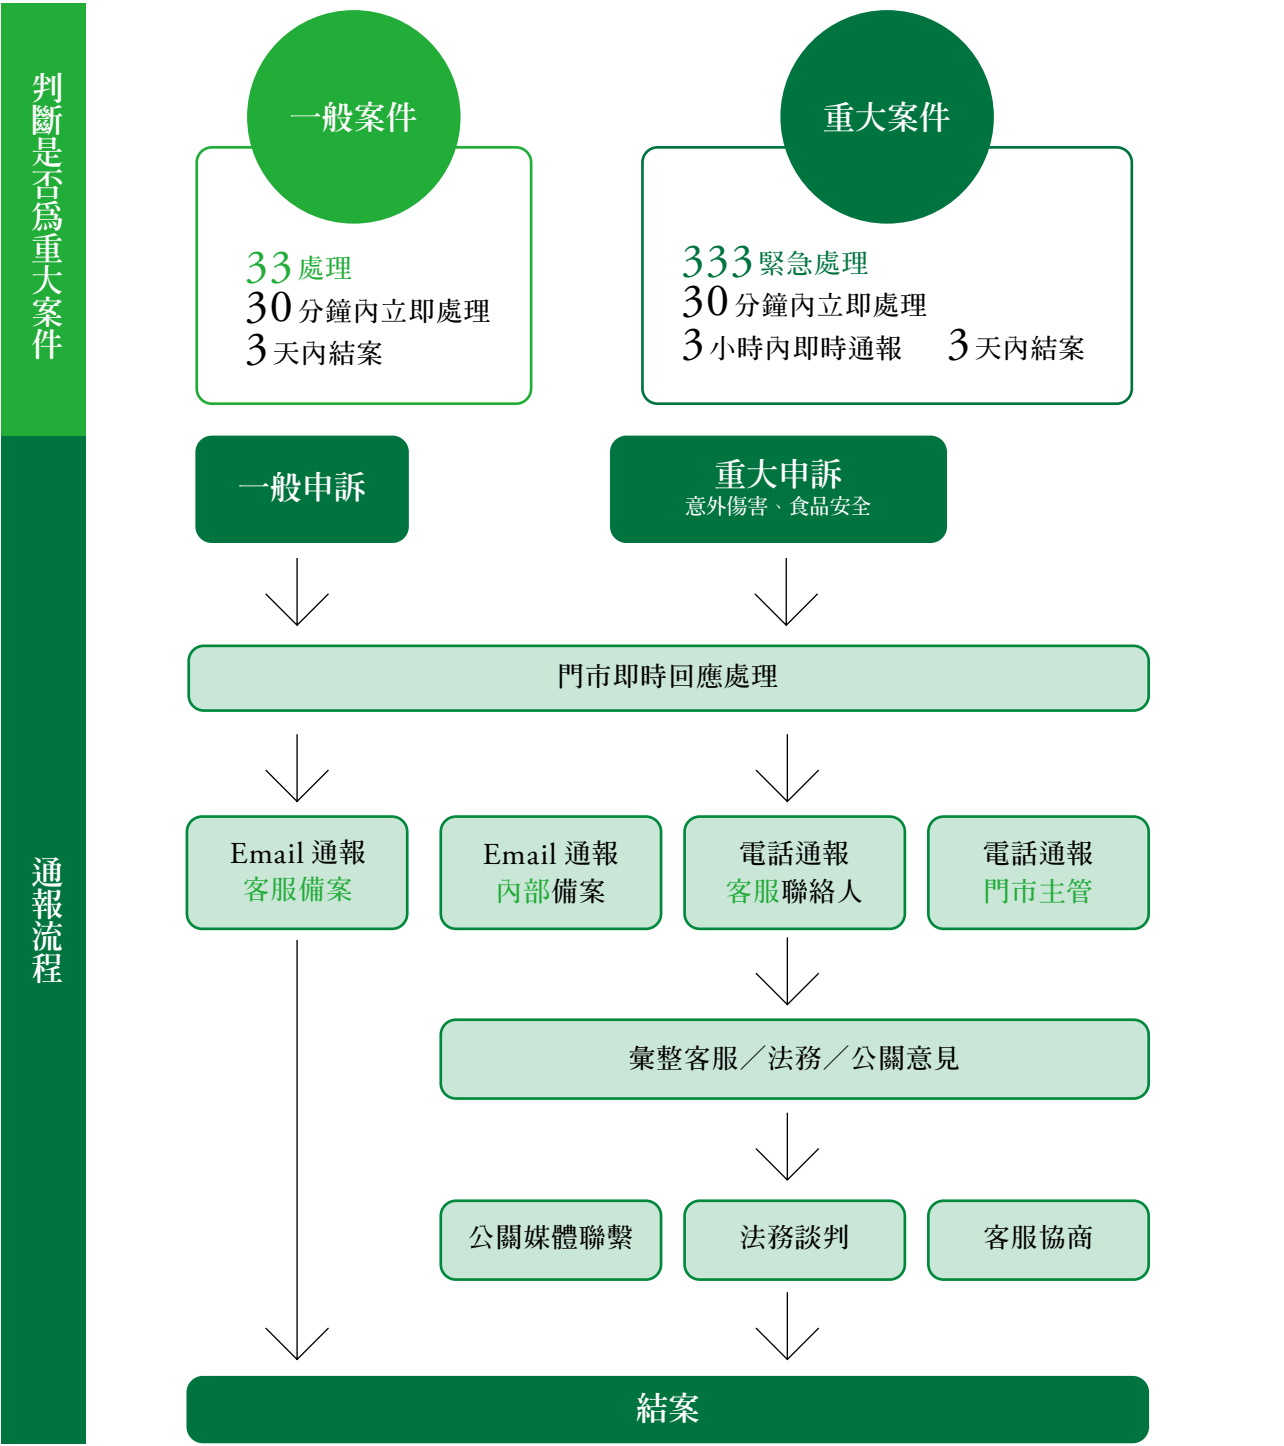 判斷是否為重大案件
一般案件
33 處理
30 分鐘內立即處理
3 天內結案
重大案件
333 緊急處理
30 分鐘內立即處理
3 小時內即時通報 3 天內結案
通報流程
一般申訴
重大申訴
意外傷害、食品安全
門市即時回應處理
Email 通報
客服備案
Email 通報
內部備案
電話通報
客服聯絡人
電話通報
門市主管
彙整客服／法務／公關意見
公關媒體聯繫
法務談判
客服協商
結案